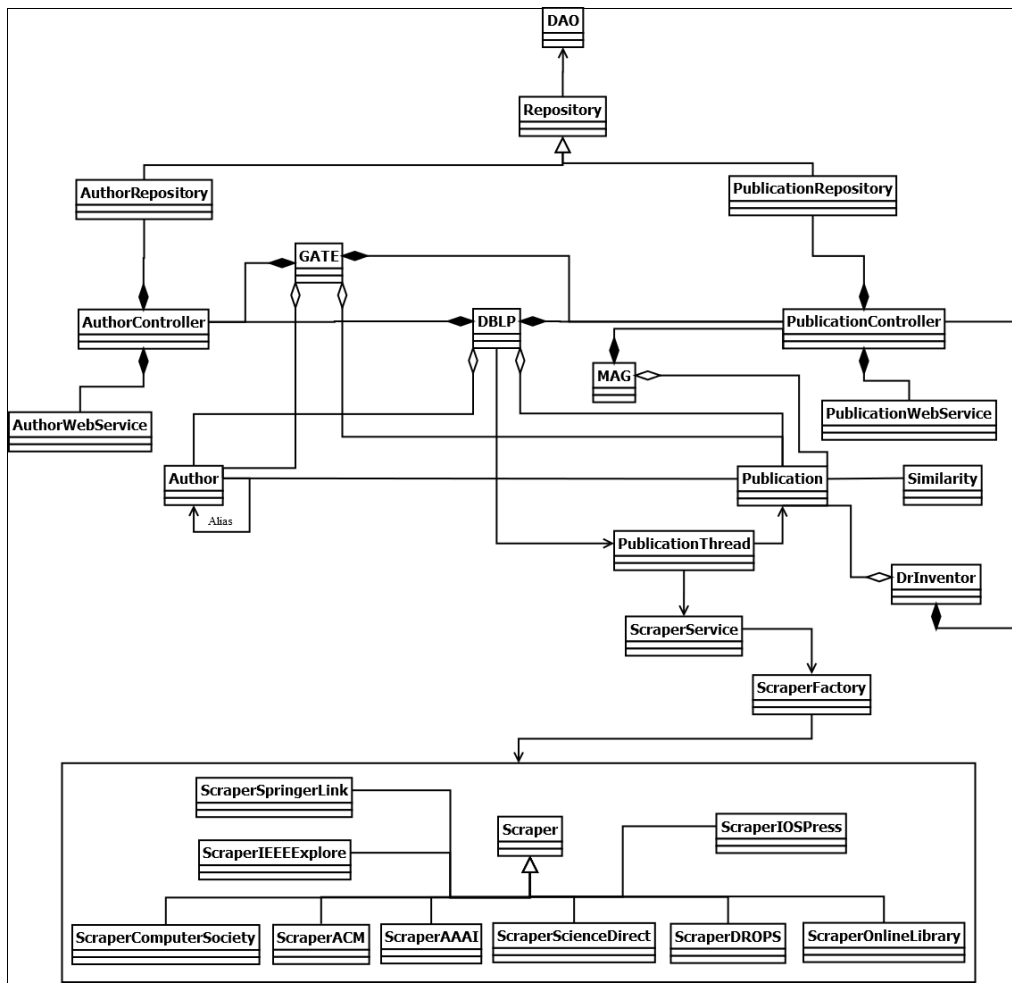 DAO
Repository
AuthorRepository
PublicationRepository
GATE
AuthorController
DBLP
PublicationController
MAG
AuthorWebService
PublicationWebService
Author
Publication
Similarity
Alias
PublicationThread
DrInventor
ScraperService
ScraperFactory
ScraperSpringerLink
Scraper
ScraperIOSPress
ScraperIEEEExplore
ScraperComputerSociety
ScraperACM
ScraperAAAI
ScraperScienceDirect
ScraperDROPS
ScraperOnlineLibrary